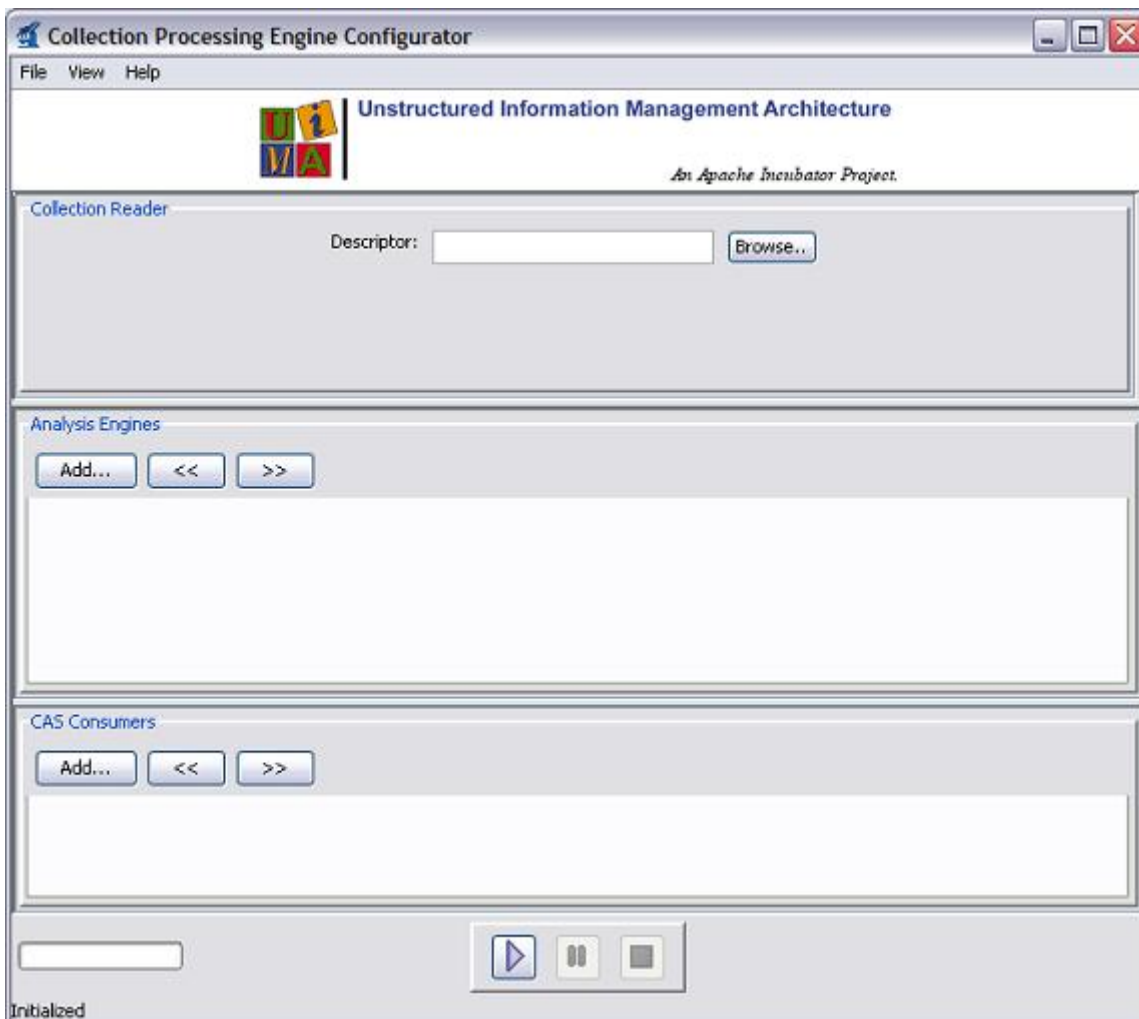 Collection Processing Engine Configurator
File View Help
UiMA
Unstructured Information Management Architecture
An Apache Incubator Project.
Collection Reader
Descriptor: Browse..
Analysis Engines
Add... << >>
CAS Consumers
Add... << >>
Initialized